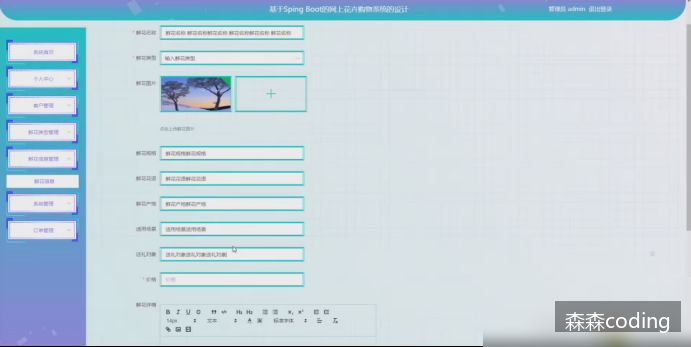 基于Sping Boot的网上花卉购物系统的设计
管理员 admin 退出登录
系统首页
个人中心
客户管理
鲜花类型管理
鲜花信息管理
鲜花信息
系统管理
订单管理
* 鲜花名称 鲜花名称 鲜花名称鲜花名称 鲜花名称鲜花名称 鲜花名称
* 鲜花类型 输入鲜花类型
鲜花图片
点击上传鲜花图片
鲜花规格 鲜花规格鲜花规格
鲜花花语 鲜花花语鲜花花语
鲜花产地 鲜花产地鲜花产地
适用场景 适用场景适用场景
送礼对象 送礼对象送礼对象送礼对象
* 价格 价格
鲜花详情
B I U S H₁ H₂ x₂ x²
14px 文本 标准字体
森森coding